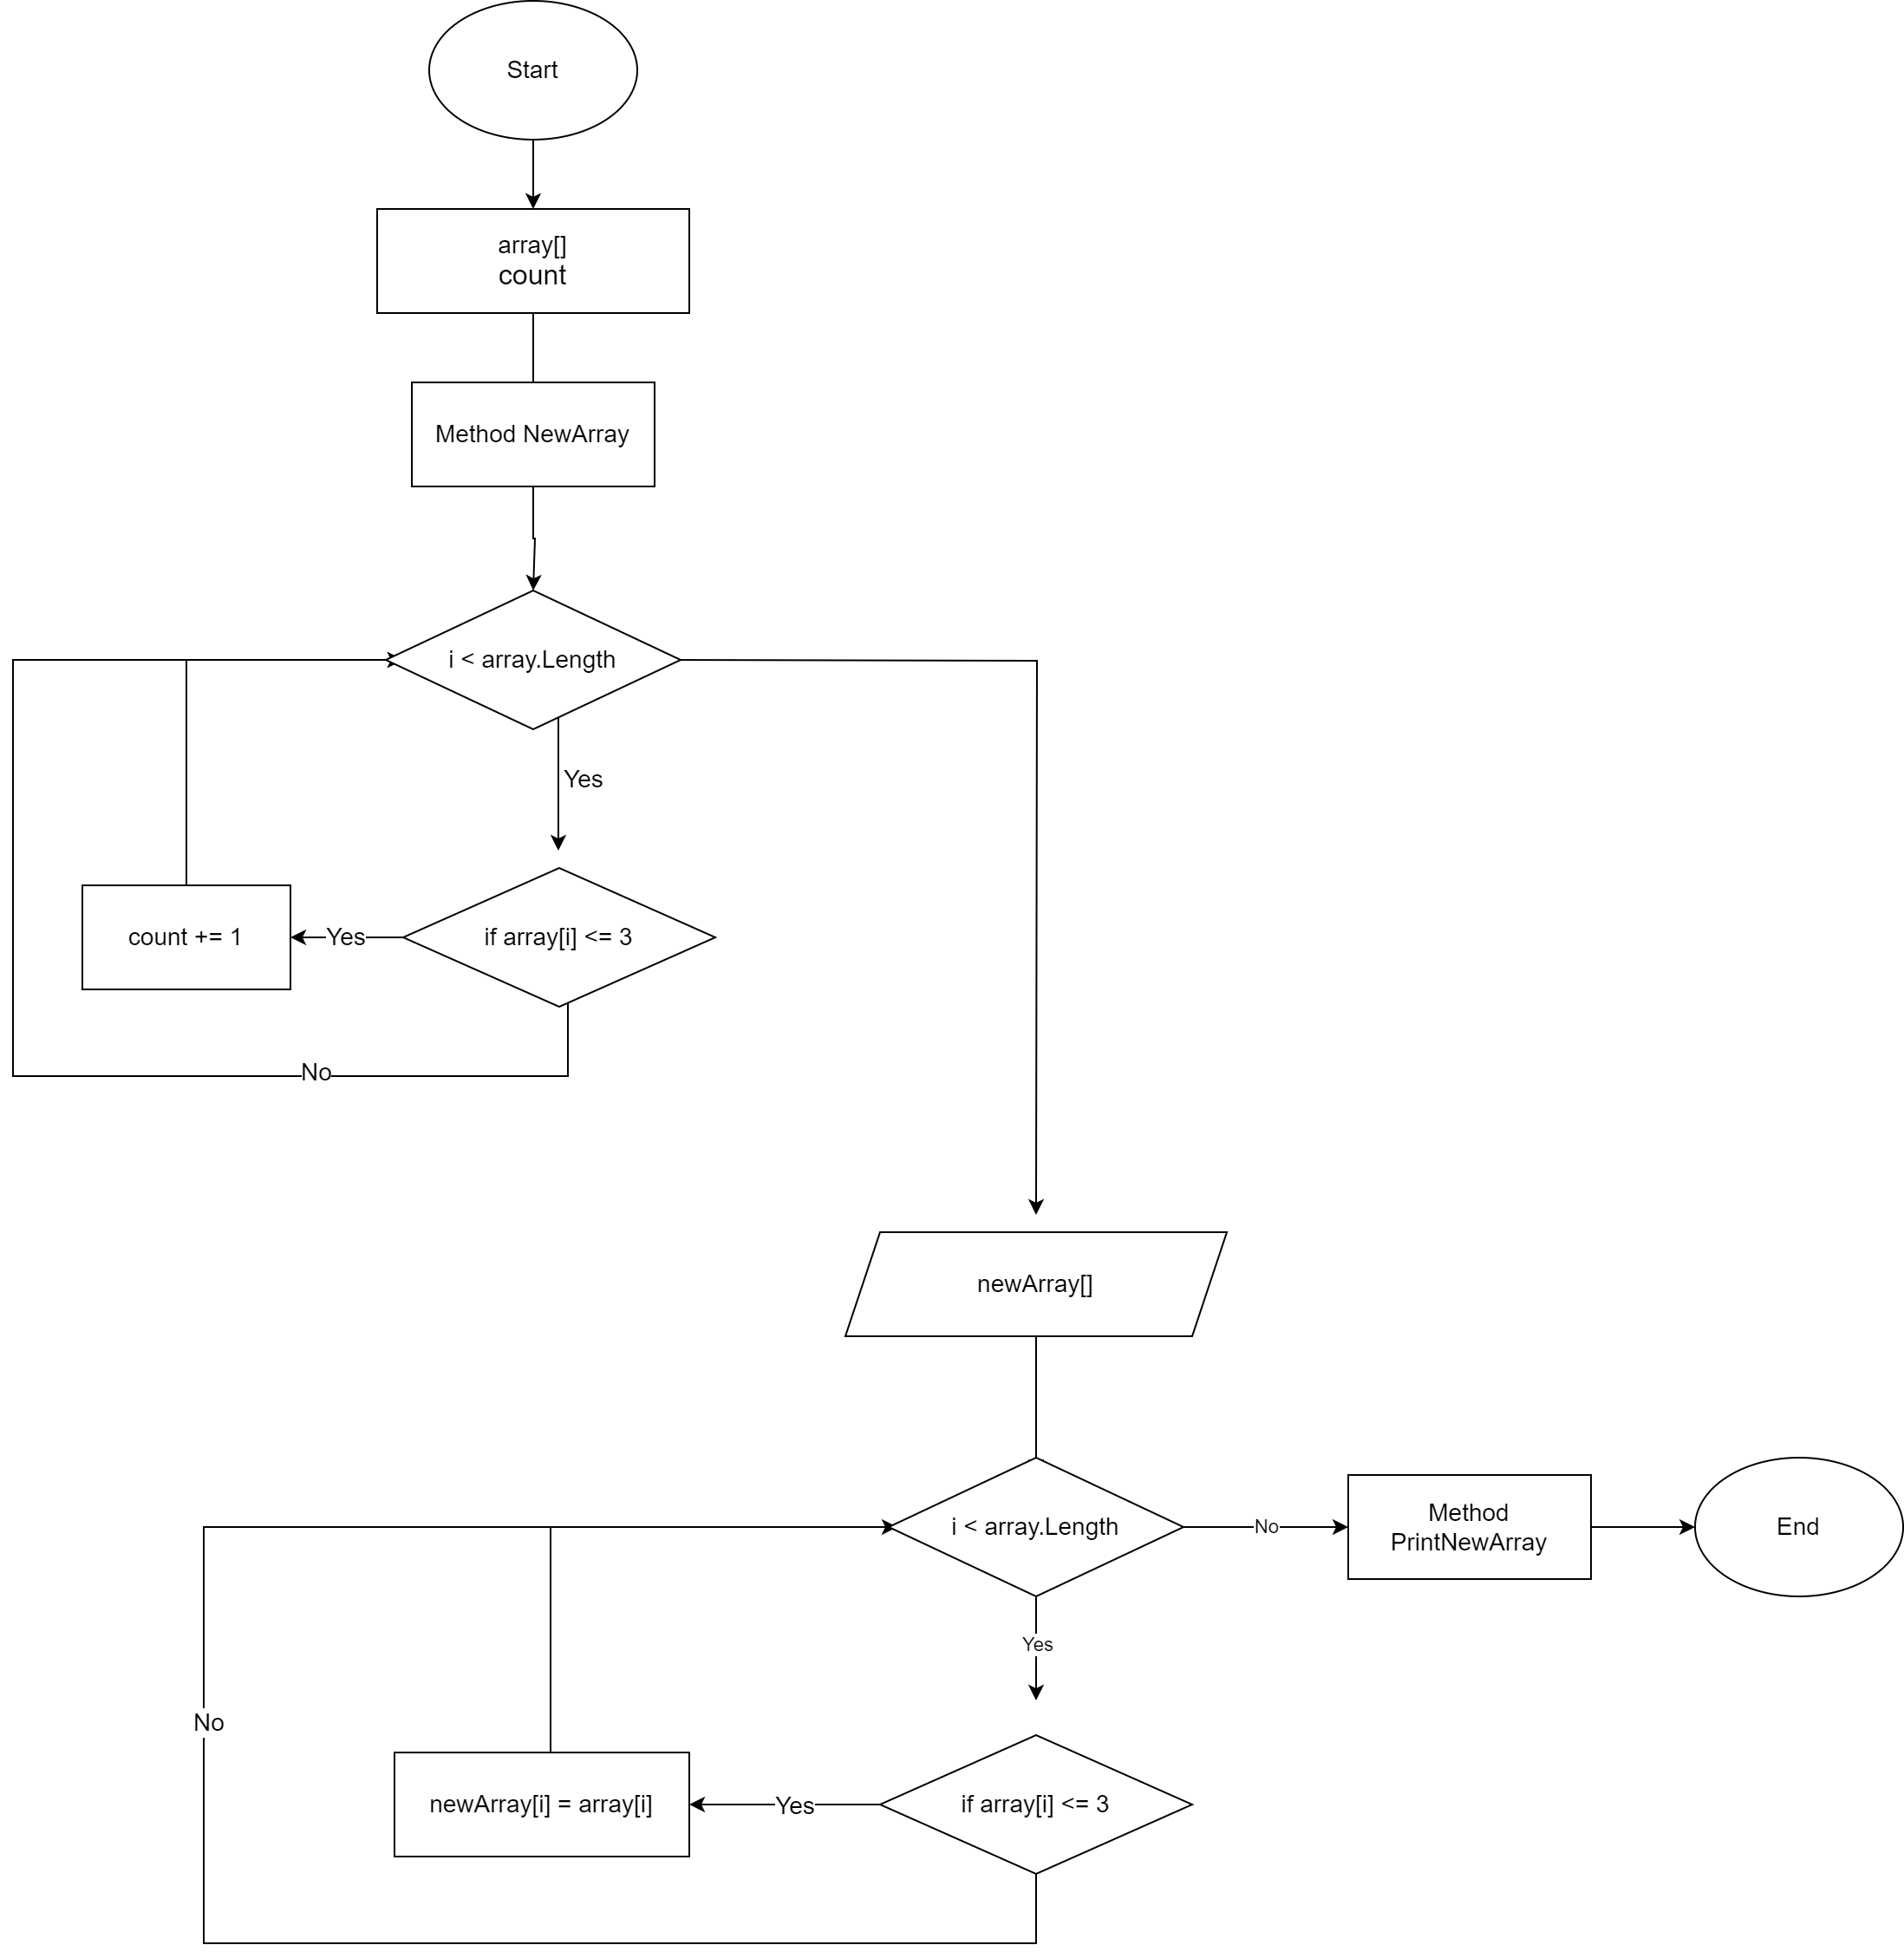 Start
array[]
count
Method NewArray
i < array.Length
Yes
count += 1
Yes
if array[i] <= 3
No
newArray[]
i < array.Length
No
Method
PrintNewArray
End
Yes
No
newArray[i] = array[i]
Yes
if array[i] <= 3